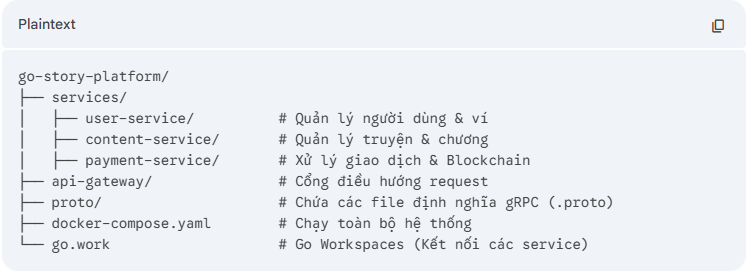 Plaintext
go-story-platform/
├── services/
│   ├── user-service/          # Quản lý người dùng & ví
│   ├── content-service/       # Quản lý truyện & chương
│   ├── payment-service/       # Xử lý giao dịch & Blockchain
├── api-gateway/               # Cổng điều hướng request
├── proto/                     # Chứa các file định nghĩa gRPC (.proto)
├── docker-compose.yaml        # Chạy toàn bộ hệ thống
└── go.work                    # Go Workspaces (Kết nối các service)